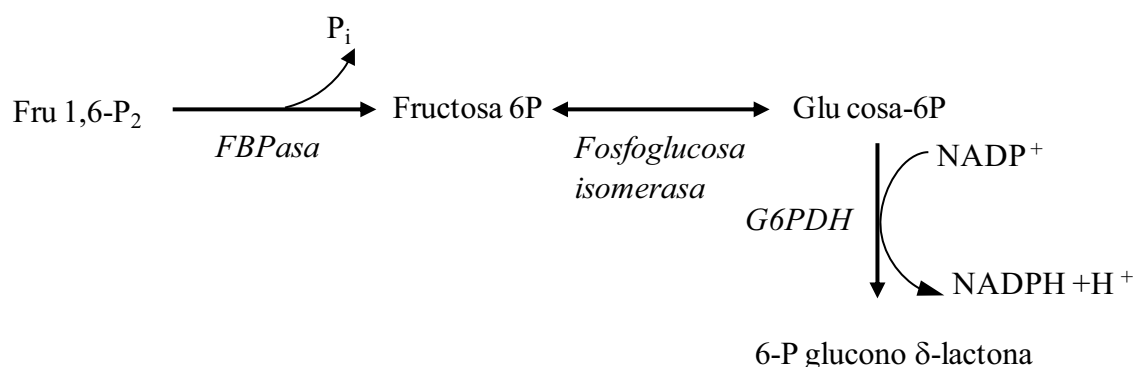 Pi
Fru 1,6-P2
Fructosa 6P
Glu cosa-6P
FBPasa
Fosfoglucosa
isomerasa
NADP+
G6PDH
NADPH +H +
6-P glucono δ-lactona